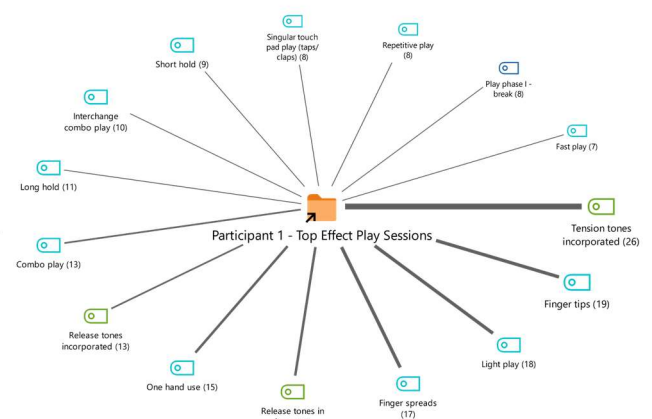 Singular touch
pad play (taps/
claps) (8)
Repetitive play
(8)
Short hold (9)
Play phase I -
break (8)
Interchange
combo play (10)
Fast play (7)
Long hold (11)
Participant 1 - Top Effect Play Sessions
Tension tones
incorporated (26)
Combo play (13)
Finger tips (19)
Release tones
incorporated (13)
Light play (18)
One hand use (15)
Finger spreads
(17)
Release tones in